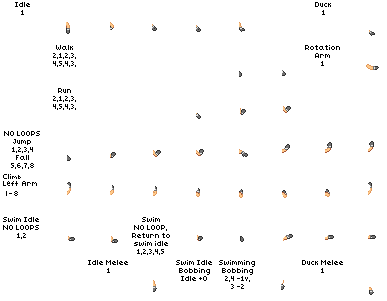 Idle
1
Duck
1
Walk
2,1,2,3,
4,5,4,3,
Rotation
Arm
1
Run
2,1,2,3,
4,5,4,3,
NO LOOPS
Jump
1,2,3,4
Fall
5,6,7,8
Climb
Left Arm
1-8
Swim Idle
NO LOOPS
1,2
Swim
NO LOOP,
Return to
swim idle
1,2,3,4,5
Swim Idle
Bobbing
Idle +0
Swimming
Bobbing
2,4 -1v,
3 -2
Idle Melee
1
Duck Melee
1